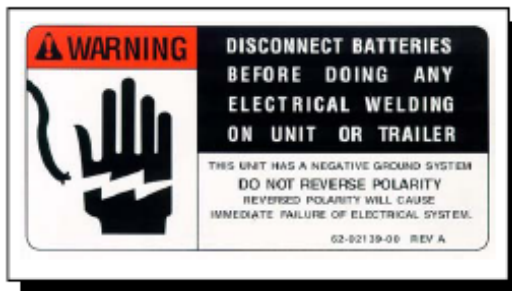 WARNING
DISCONNECT BATTERIES
BEFORE DOING ANY
ELECTRICAL WELDING
ON UNIT OR TRAILER
THIS UNIT HAS A NEGATIVE GROUND SYSTEM
DO NOT REVERSE POLARITY
REVERSED POLARITY WILL CAUSE
IMMEDIATE FAILURE OF ELECTRICAL SYSTEM.
62-02139-00 REV A